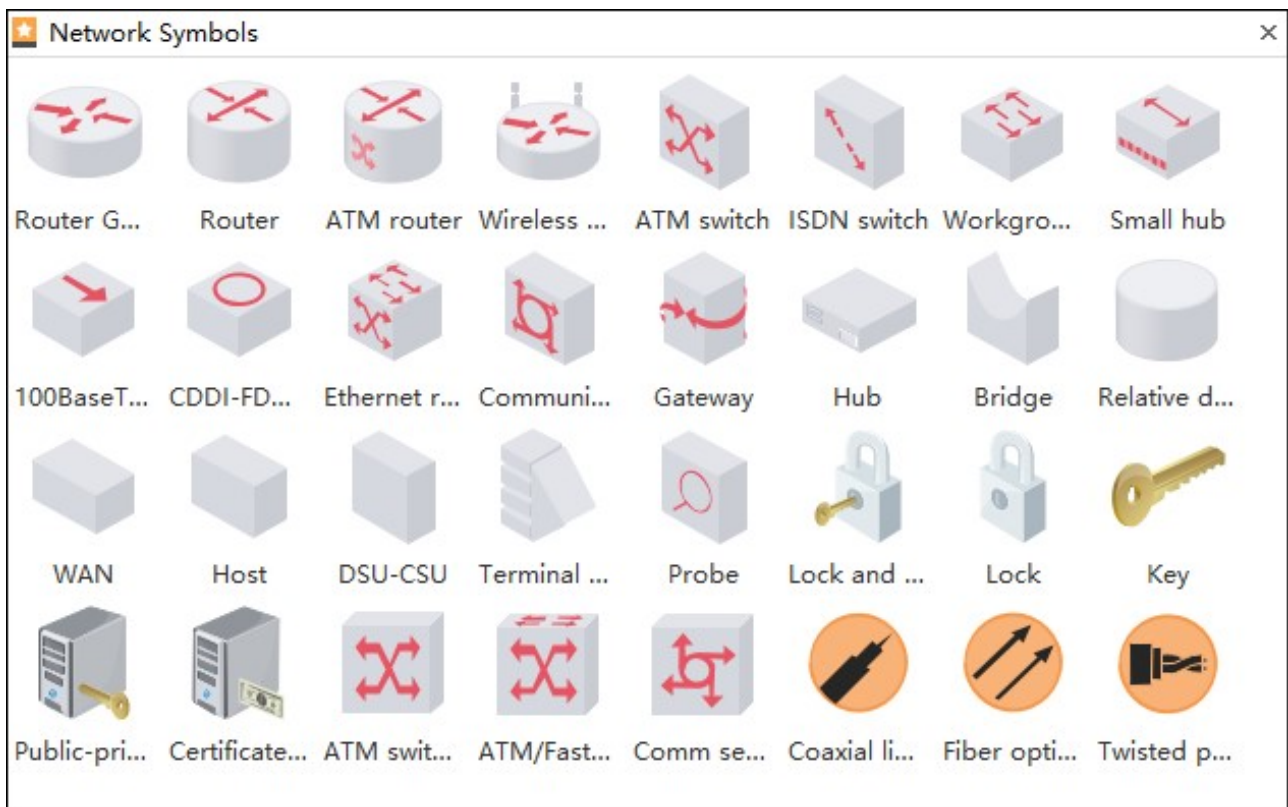 Network Symbols
Router G... Router ATM router Wireless ... ATM switch ISDN switch Workgro... Small hub
100BaseT... CDDI-FD... Ethernet r... Communi... Gateway Hub Bridge Relative d...
WAN Host DSU-CSU Terminal ... Probe Lock and ... Lock Key
Public-pri... Certificate... ATM swit... ATM/Fast... Comm se... Coaxial li... Fiber opti... Twisted p...